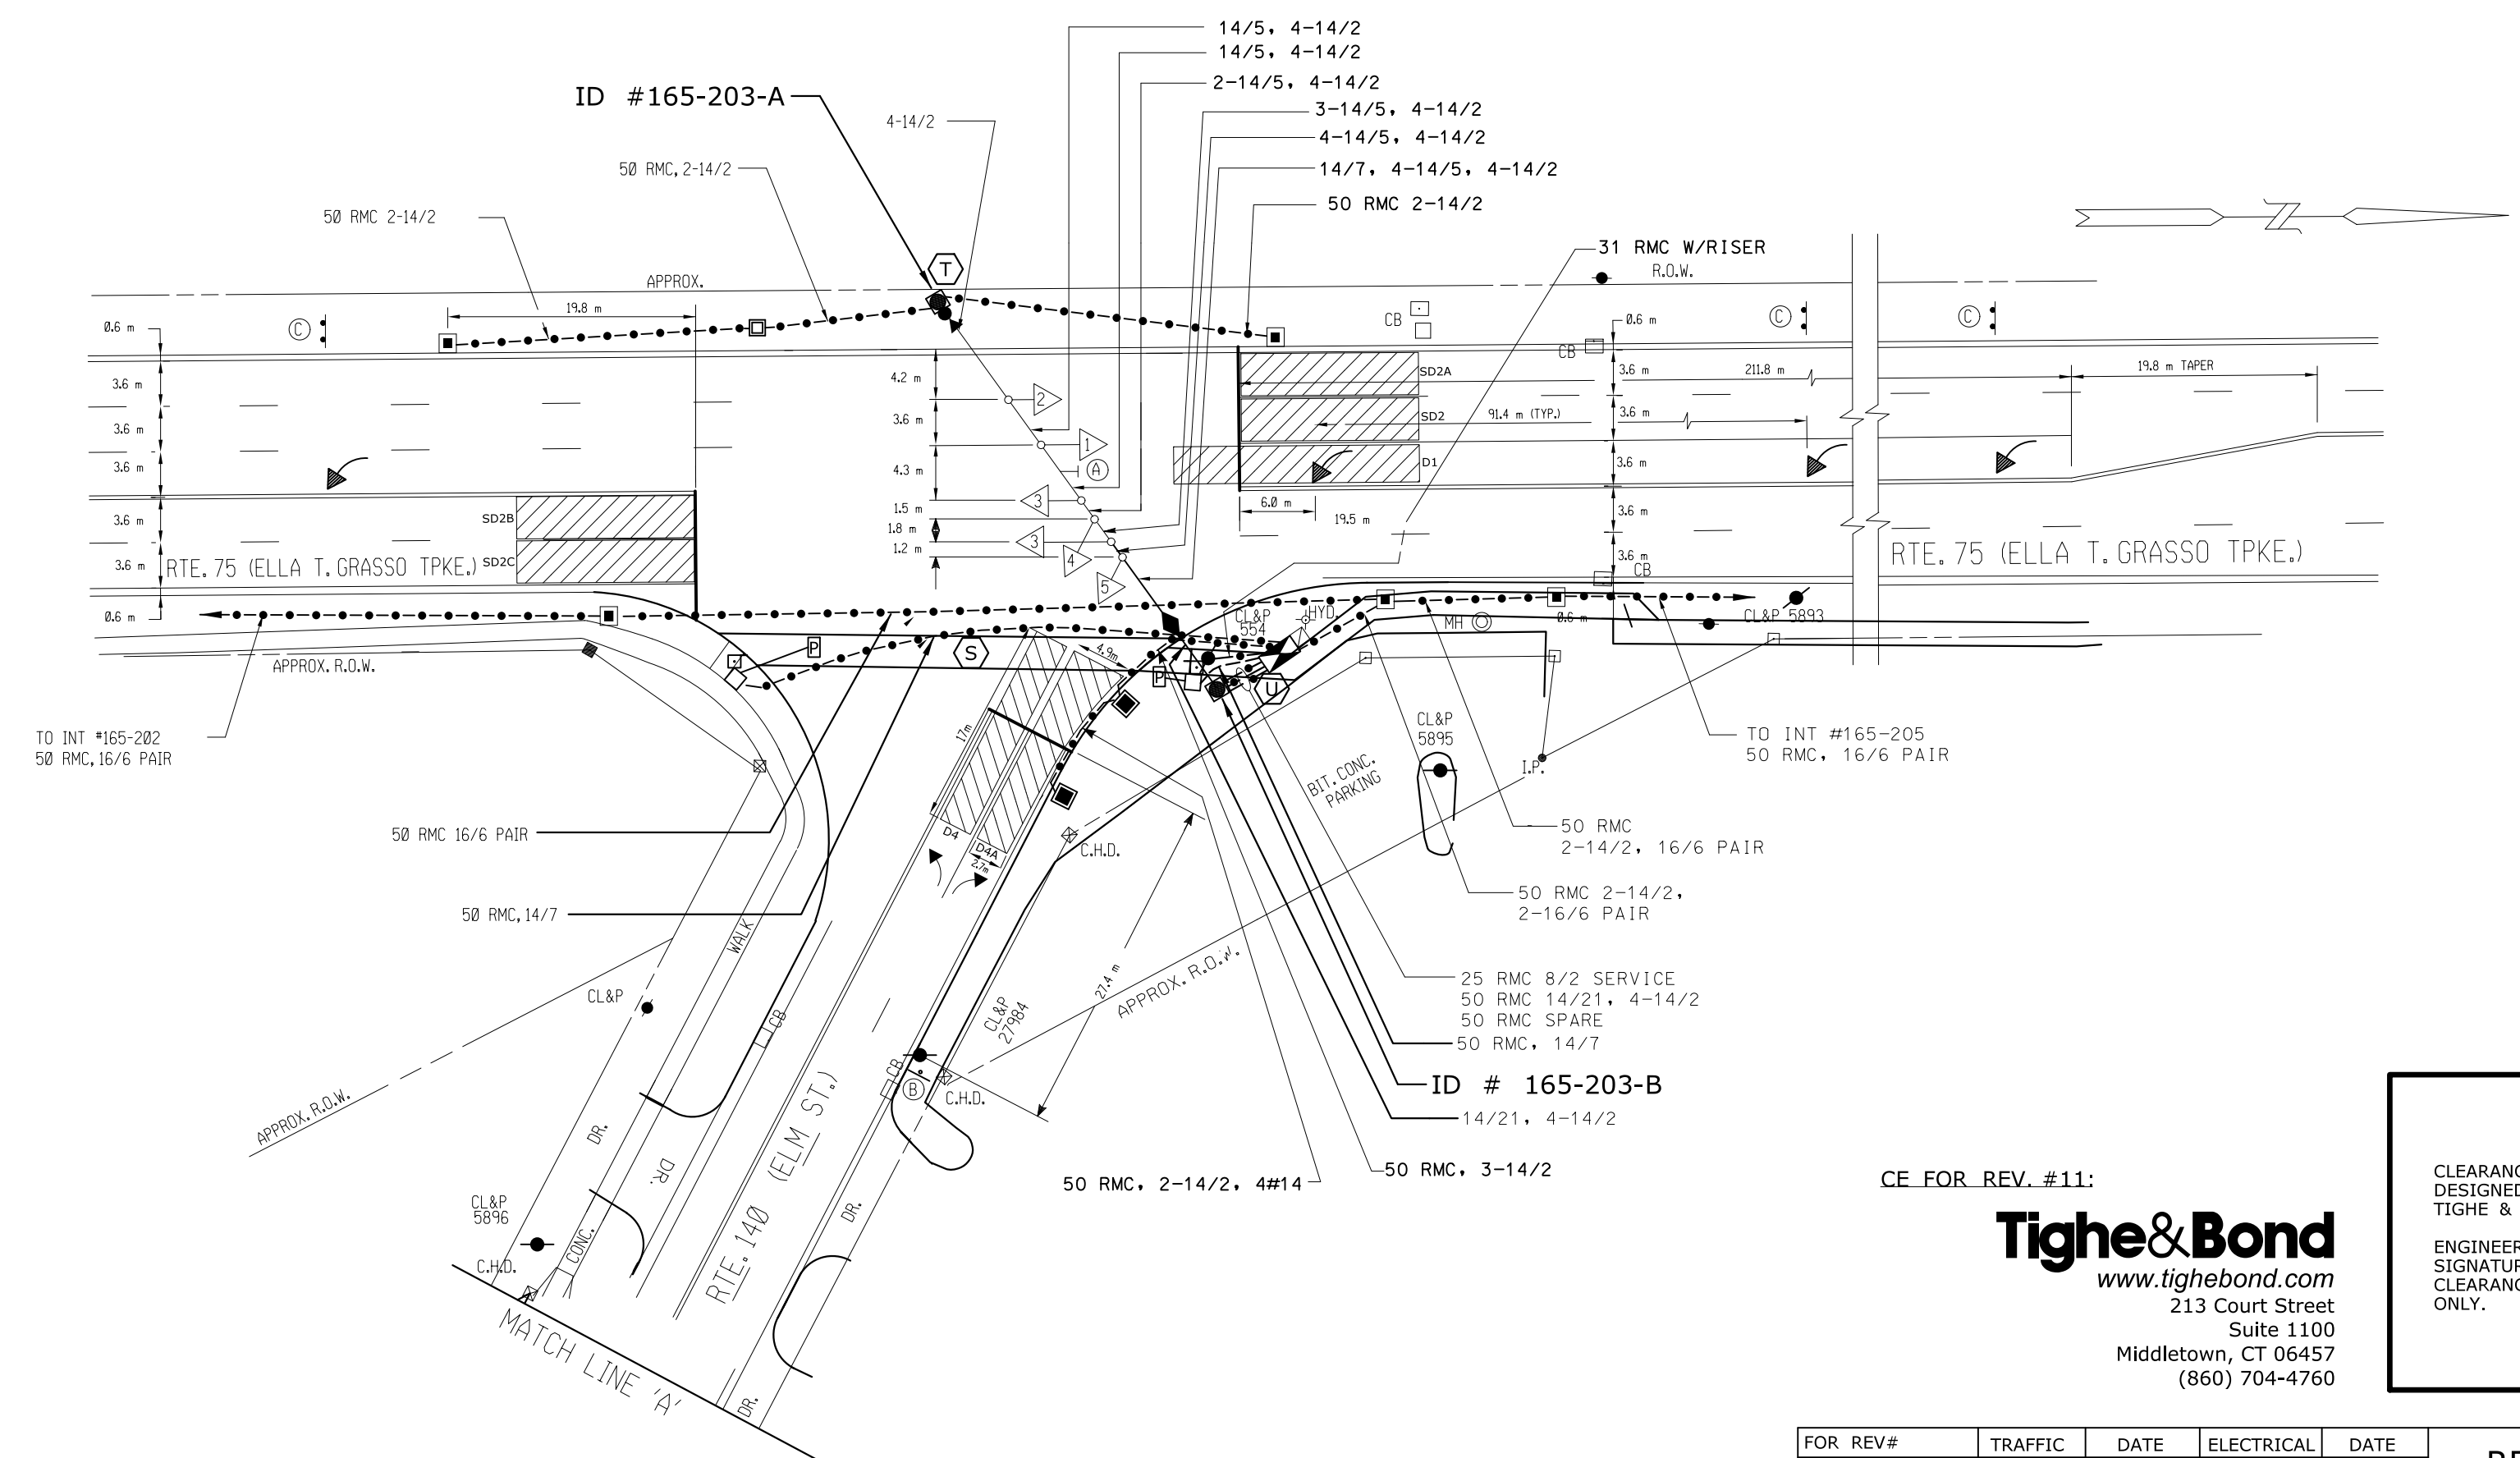 14/5, 4-14/2
14/5, 4-14/2
2-14/5, 4-14/2
ID #165-203-A
3-14/5, 4-14/2
4-14/2
4-14/5, 4-14/2
50 RMC, 2-14/2
14/7, 4-14/5, 4-14/2
50 RMC 2-14/2
50 RMC 2-14/2
31 RMC W/RISER
R.O.W.
T
APPROX.
19.8 m
0.6 m
C
CB
0.6 m
C
C
CB
3.6 m
4.2 m
SD2A
3.6 m
211.8 m
19.8 m TAPER
2
3.6 m
3.6 m
SD2
91.4 m (TYP.)
3.6 m
1
3.6 m
4.3 m
A
D1
3.6 m
3
1.5 m
6.0 m
19.5 m
3.6 m
3.6 m
SD2B
1.8 m
3
1.2 m
4
3.6 m
RTE. 75 (ELLA T. GRASSO TPKE.)
SD2C
3.6 m
CB
RTE. 75 (ELLA T. GRASSO TPKE.)
5
0.6 m
CL&P
554
HYD.
MH
0.6 m
CL&P 5893
APPROX. R.O.W.
P
S
4.9m
P
U
TO INT #165-202
50 RMC, 16/6 PAIR
17m
CL&P
5895
TO INT #165-205
50 RMC, 16/6 PAIR
I.P.
BIT. CONC.
PARKING
50 RMC 16/6 PAIR
D4
D4A
2.7m
C.H.D.
50 RMC
2-14/2, 16/6 PAIR
50 RMC, 14/7
50 RMC 2-14/2,
2-16/6 PAIR
WALK
27.4 m
APPROX. R.O.W.
25 RMC 8/2 SERVICE
50 RMC 14/21, 4-14/2
50 RMC SPARE
50 RMC, 14/7
CL&P
CB
CL&P
27984
CB
B
C.H.D.
ID # 165-203-B
14/21, 4-14/2
APPROX. R.O.W.
DR.
DR.
50 RMC, 3-14/2
50 RMC, 2-14/2, 4#14
RTE. 140 (ELM ST.)
CL&P
5896
DR.
CONC.
C.H.D.
MATCH LINE 'A'
DR.
CE FOR REV. #11:
Tighe&Bond
www.tighebond.com
213 Court Street
Suite 1100
Middletown, CT 06457
(860) 704-4760
DESIGNED
TIGHE &
ONLY.
FOR REV# TRAFFIC DATE ELECTRICAL DATE